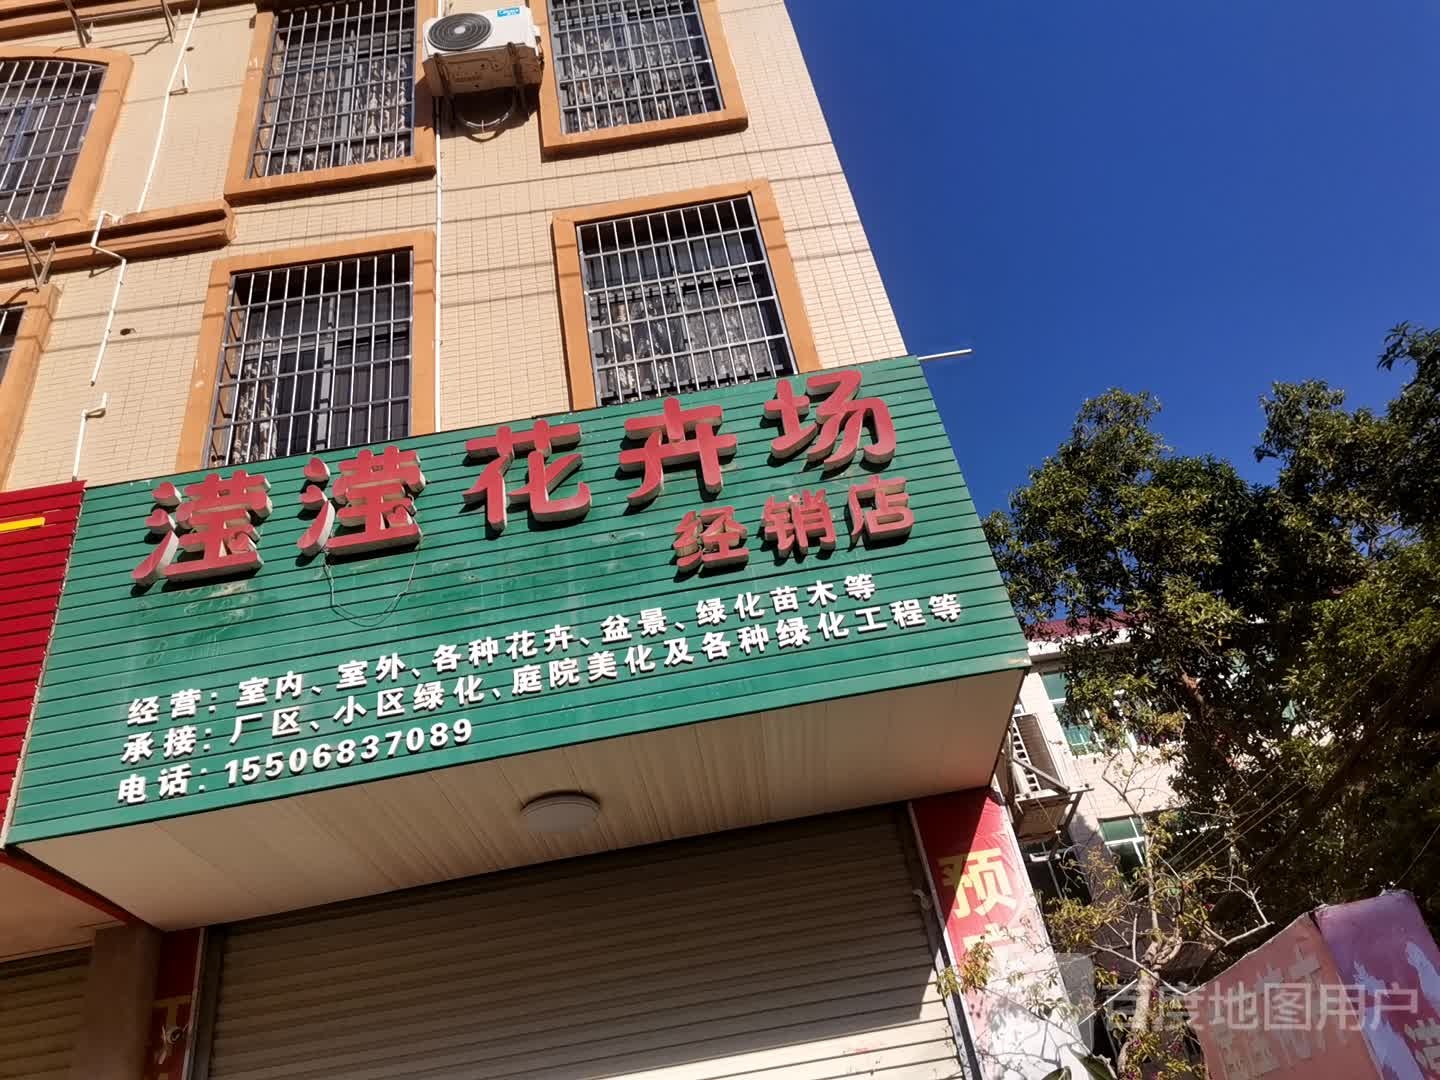 滢滢花卉场
经销店
经营：室内、室外、各种花卉、盆景、绿化苗木等
承接：厂区、小区绿化、庭院美化及各种绿化工程等
电话：15506837089
预
百度地图用户